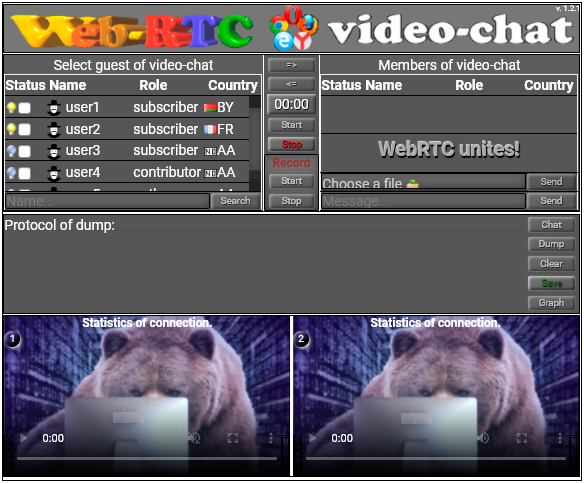 Web-RTC video-chat v. 1.2.1
Select guest of video-chat
Status Name Role Country
user1 subscriber BY
user2 subscriber FR
user3 subscriber NO AA
user4 contributor NO AA
Name... Search
=>
<=
00:00
Start
Stop
Record
Start
Stop
Members of video-chat
Status Name Role Country
WebRTC unites!
Choose a file Send
Message... Send
Protocol of dump:
Chat
Dump
Clear
Save
Graph
Statistics of connection.
1
0:00
Statistics of connection.
2
0:00